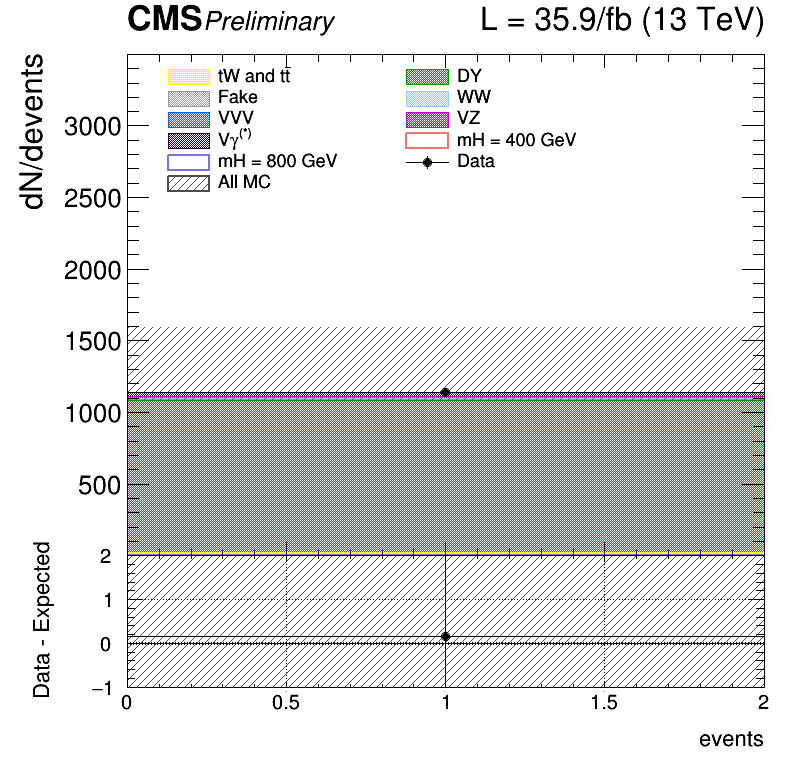 CMS Preliminary L = 35.9/fb (13 TeV)
dN/devents
tW and tt̄
DY
Fake
WW
VVV
VZ
Vγ(*)
mH = 400 GeV
mH = 800 GeV
Data
All MC
3000
2500
2000
1500
1000
500
Data - Expected
2
1
0
−1
0 0.5 1 1.5 2
events